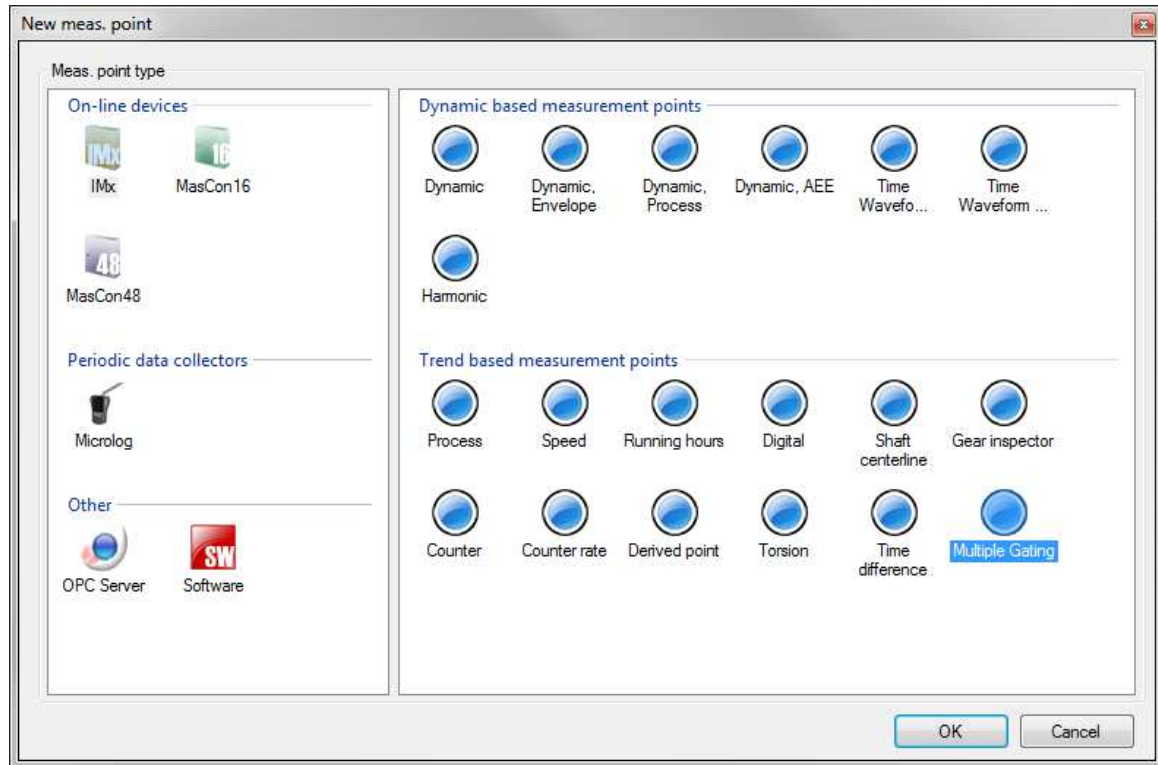 New meas. point
Meas. point type
On-line devices
IMx
16
IMx
MasCon16
48
MasCon48
Periodic data collectors
Microlog
Other
SW
OPC Server
Software
Dynamic based measurement points
Dynamic
Dynamic,
Envelope
Dynamic,
Process
Dynamic, AEE
Time
Wavefo...
Time
Waveform ...
Harmonic
Trend based measurement points
Process
Speed
Running hours
Digital
Shaft
centerline
Gear inspector
Counter
Counter rate
Derived point
Torsion
Time
difference
Multiple Gating
OK
Cancel